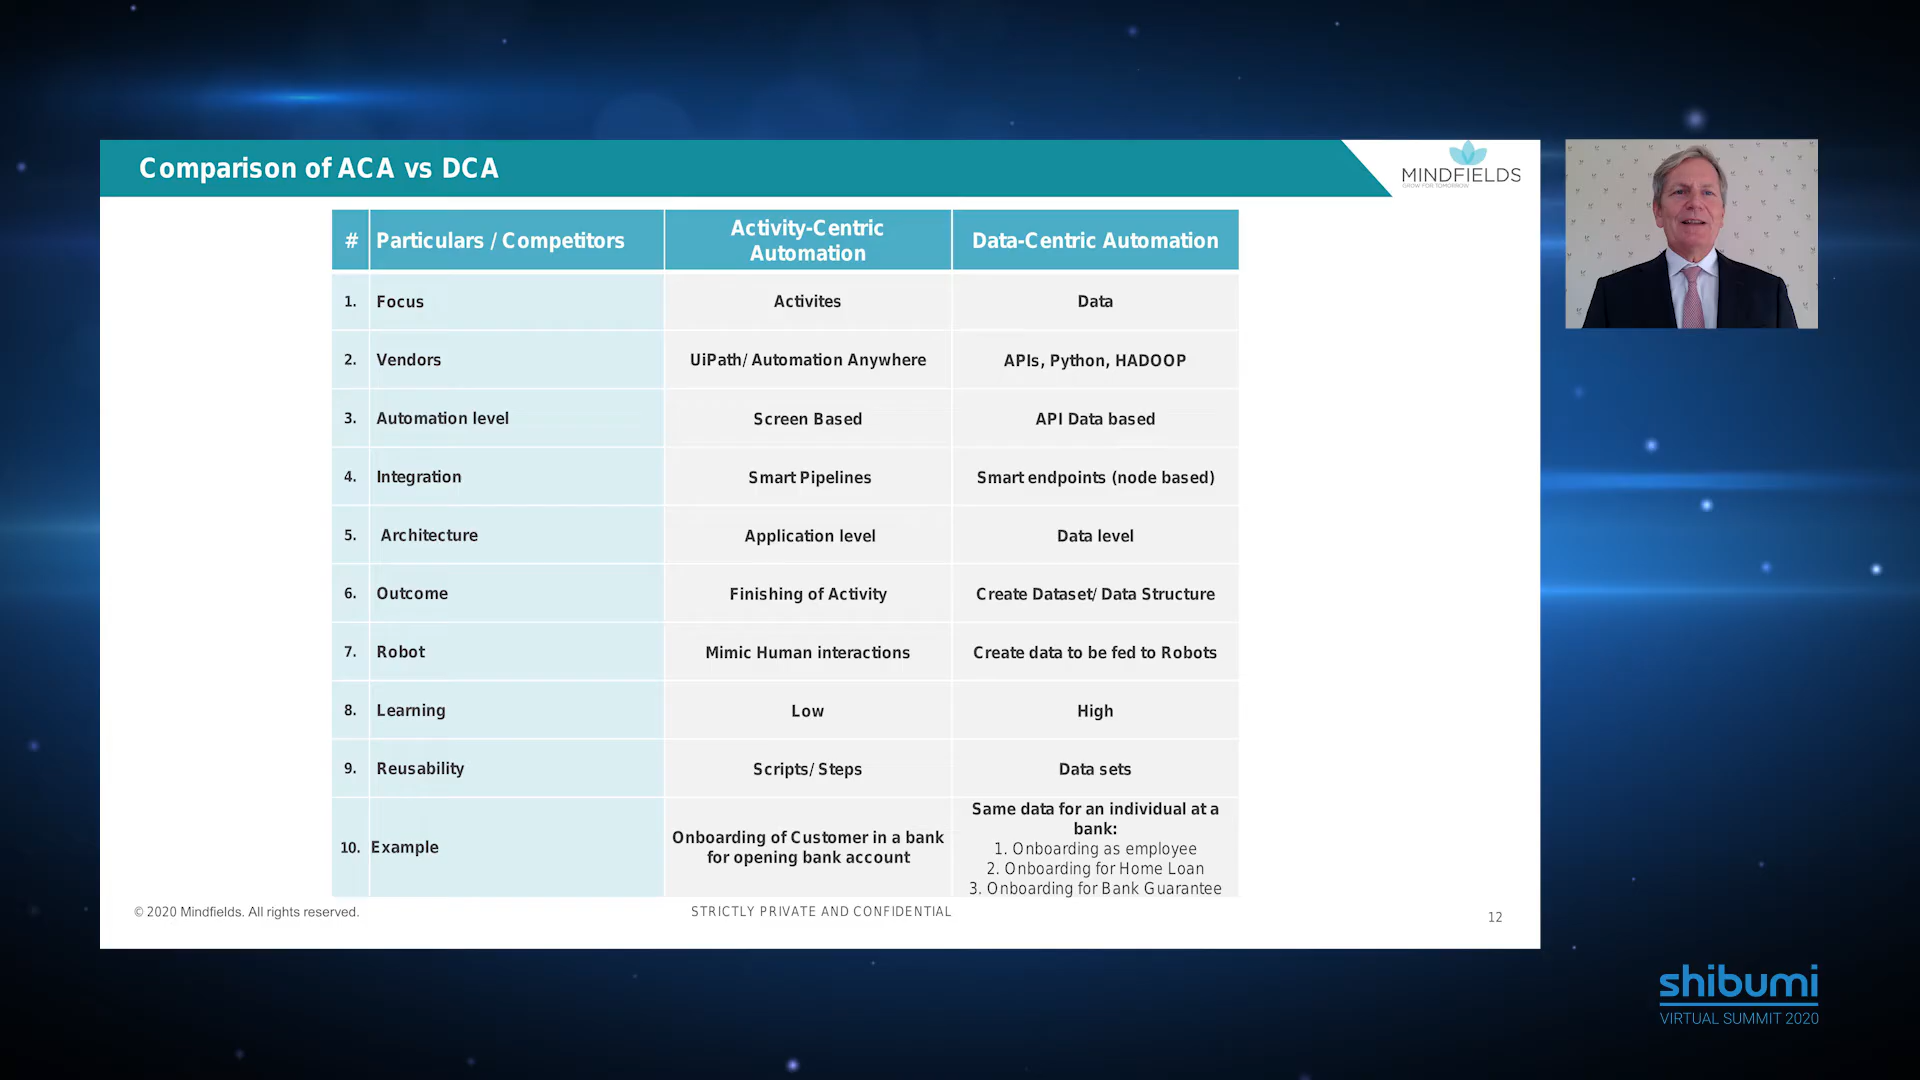 Comparison of ACA vs DCA
MINDFIELDS
GROW FOR TOMORROW
# Particulars / Competitors Activity-Centric Automation Data-Centric Automation
1. Focus Activites Data
2. Vendors UiPath/ Automation Anywhere APIs, Python, HADOOP
3. Automation level Screen Based API Data based
4. Integration Smart Pipelines Smart endpoints (node based)
5. Architecture Application level Data level
6. Outcome Finishing of Activity Create Dataset/ Data Structure
7. Robot Mimic Human interactions Create data to be fed to Robots
8. Learning Low High
9. Reusability Scripts/ Steps Data sets
10. Example
Onboarding of Customer in a bank
for opening bank account
Same data for an individual at a
bank:
1. Onboarding as employee
2. Onboarding for Home Loan
3. Onboarding for Bank Guarantee
© 2020 Mindfields. All rights reserved.
STRICTLY PRIVATE AND CONFIDENTIAL
12
shibumi
VIRTUAL SUMMIT 2020